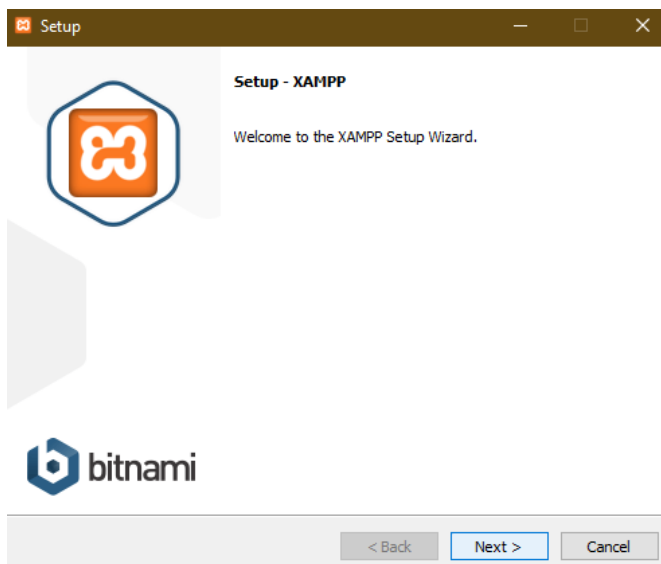 Setup
Setup - XAMPP
Welcome to the XAMPP Setup Wizard.
bitnami
< Back
Next >
Cancel